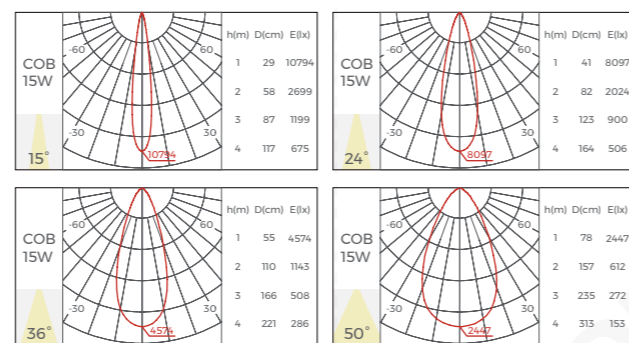 COB
15W
15°
-60
60
-30
30
10794
h(m) D(cm) E(lx)
1 29 10794
2 58 2699
3 87 1199
4 117 675
COB
15W
24°
-60
60
-30
30
8097
h(m) D(cm) E(lx)
1 41 8097
2 82 2024
3 123 900
4 164 506
COB
15W
36°
-60
60
-30
30
4574
h(m) D(cm) E(lx)
1 55 4574
2 110 1143
3 166 508
4 221 286
COB
15W
50°
-60
60
-30
30
2447
h(m) D(cm) E(lx)
1 78 2447
2 157 612
3 235 272
4 313 153